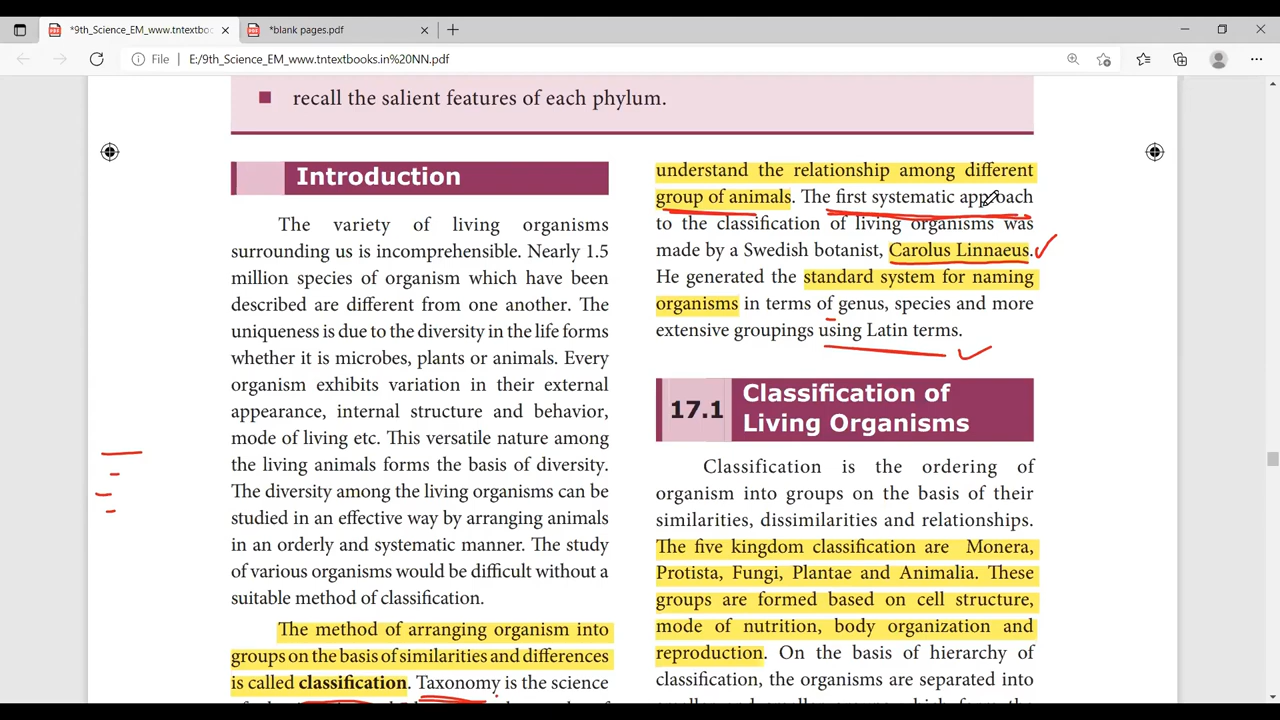 *9th_Science_EM_www.tntextboo
*blank pages.pdf
File
E:/9th_Science_EM_www.tntextbooks.in%20NN.pdf
recall the salient features of each phylum.
Introduction
The variety of living organisms
surrounding us is incomprehensible. Nearly 1.5
million species of organism which have been
described are different from one another. The
uniqueness is due to the diversity in the life forms
whether it is microbes, plants or animals. Every
organism exhibits variation in their external
appearance, internal structure and behavior,
mode of living etc. This versatile nature among
the living animals forms the basis of diversity.
The diversity among the living organisms can be
studied in an effective way by arranging animals
in an orderly and systematic manner. The study
of various organisms would be difficult without a
suitable method of classification.
The method of arranging organism into
groups on the basis of similarities and differences
is called classification. Taxonomy is the science
understand the relationship among different
group of animals. The first systematic approach
to the classification of living organisms was
made by a Swedish botanist, Carolus Linnaeus.
He generated the standard system for naming
organisms in terms of genus, species and more
extensive groupings using Latin terms.
17.1 Classification of
Living Organisms
Classification is the ordering of
organism into groups on the basis of their
similarities, dissimilarities and relationships.
The five kingdom classification are Monera,
Protista, Fungi, Plantae and Animalia. These
groups are formed based on cell structure,
mode of nutrition, body organization and
reproduction. On the basis of hierarchy of
classification, the organisms are separated into